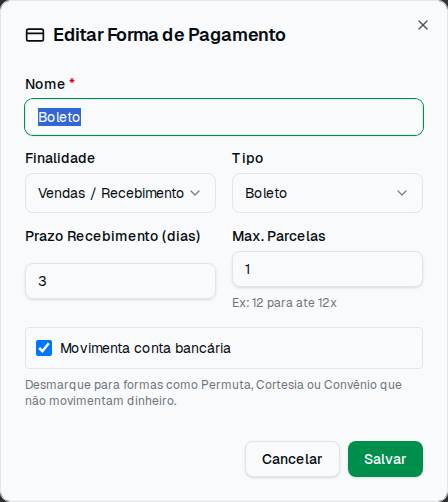 Editar Forma de Pagamento
Nome *
Boleto
Finalidade
Tipo
Vendas / Recebimento
Boleto
Prazo Recebimento (dias)
Max. Parcelas
3
1
Ex: 12 para ate 12x
Movimenta conta bancária
Desmarque para formas como Permuta, Cortesia ou Convênio que
não movimentam dinheiro.
Cancelar
Salvar